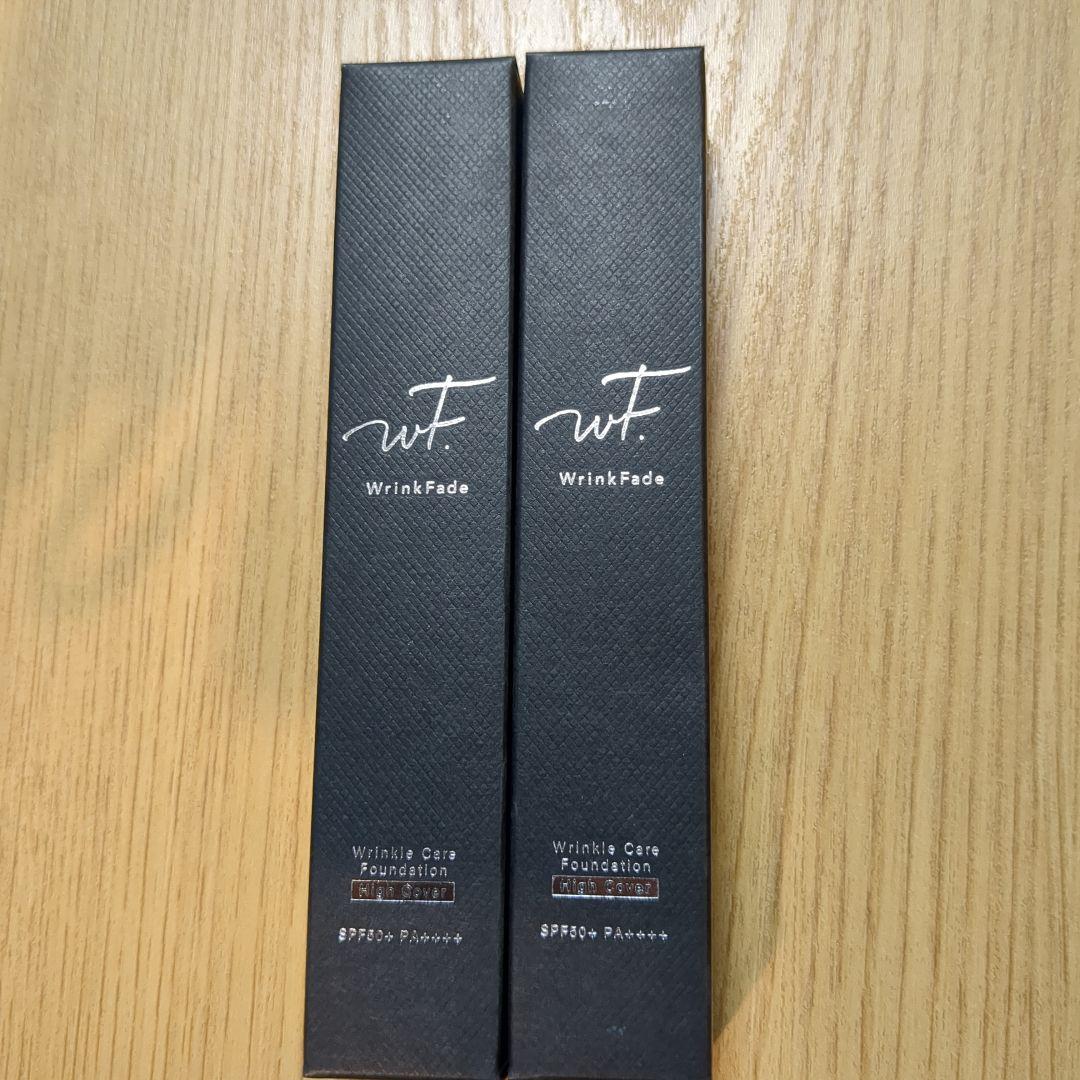 wF.
WrinkFade
Wrinkle Care
Foundation
High Cover
SPF50+ PA++++
wF.
WrinkFade
Wrinkle Care
Foundation
High Cover
SPF50+ PA++++